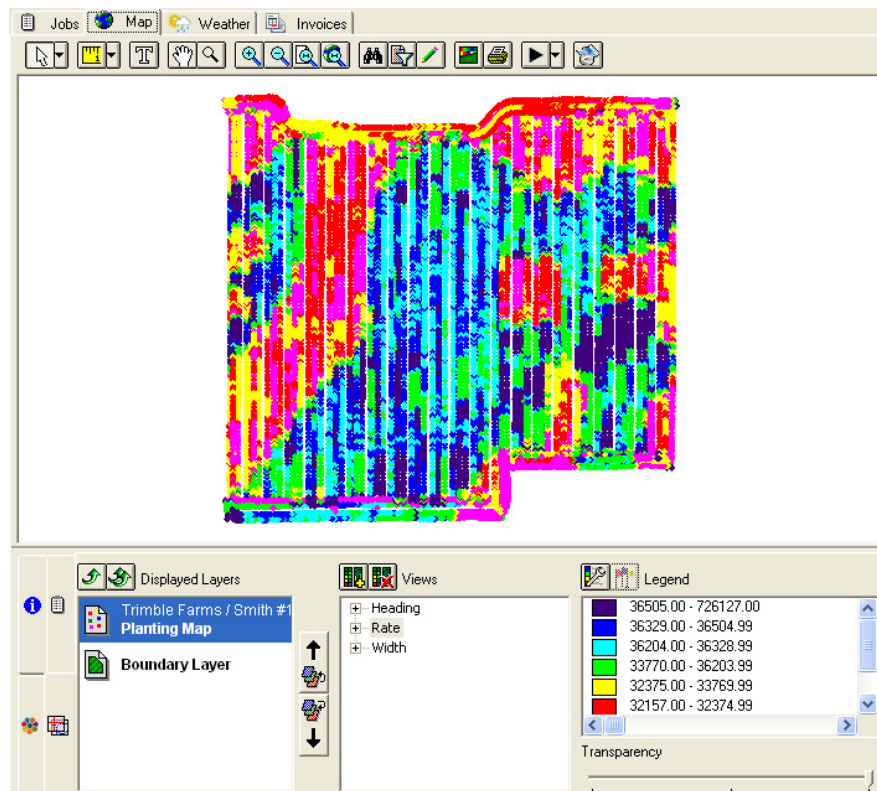 Jobs Map Weather Invoices
T
Displayed Layers
Trimble Farms / Smith #1
Planting Map
Boundary Layer
Views
Heading
Rate
Width
Legend
36505.00 - 726127.00
36329.00 - 36504.99
36204.00 - 36328.99
33770.00 - 36203.99
32375.00 - 33769.99
32157.00 - 32374.99
Transparency